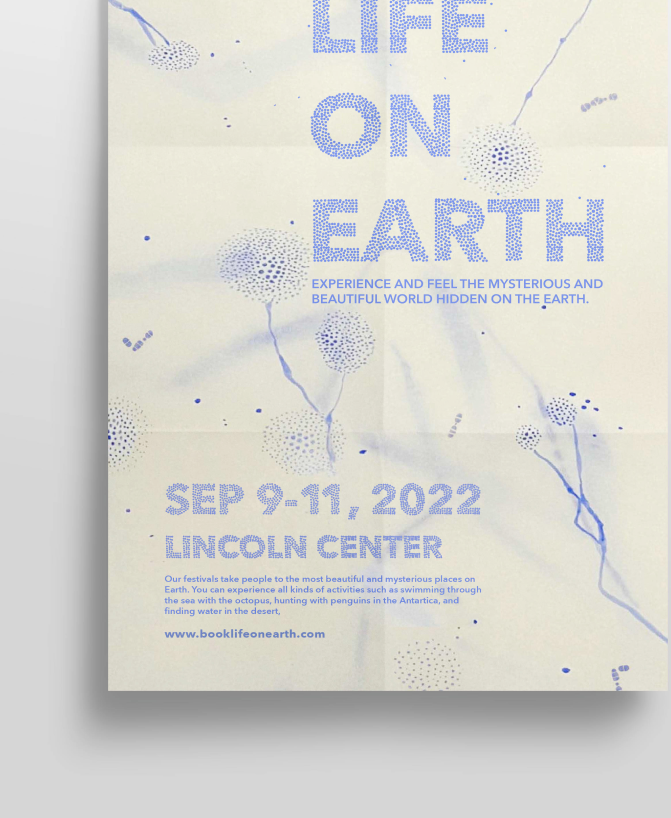 LIFE
ON
EARTH
EXPERIENCE AND FEEL THE MYSTERIOUS AND
BEAUTIFUL WORLD HIDDEN ON THE EARTH.
SEP 9-11, 2022
LINCOLN CENTER
Our festivals take people to the most beautiful and mysterious places on
Earth. You can experience all kinds of activities such as swimming through
the sea with the octopus, hunting with penguins in the Antartica, and
finding water in the desert,
www.booklifeonearth.com